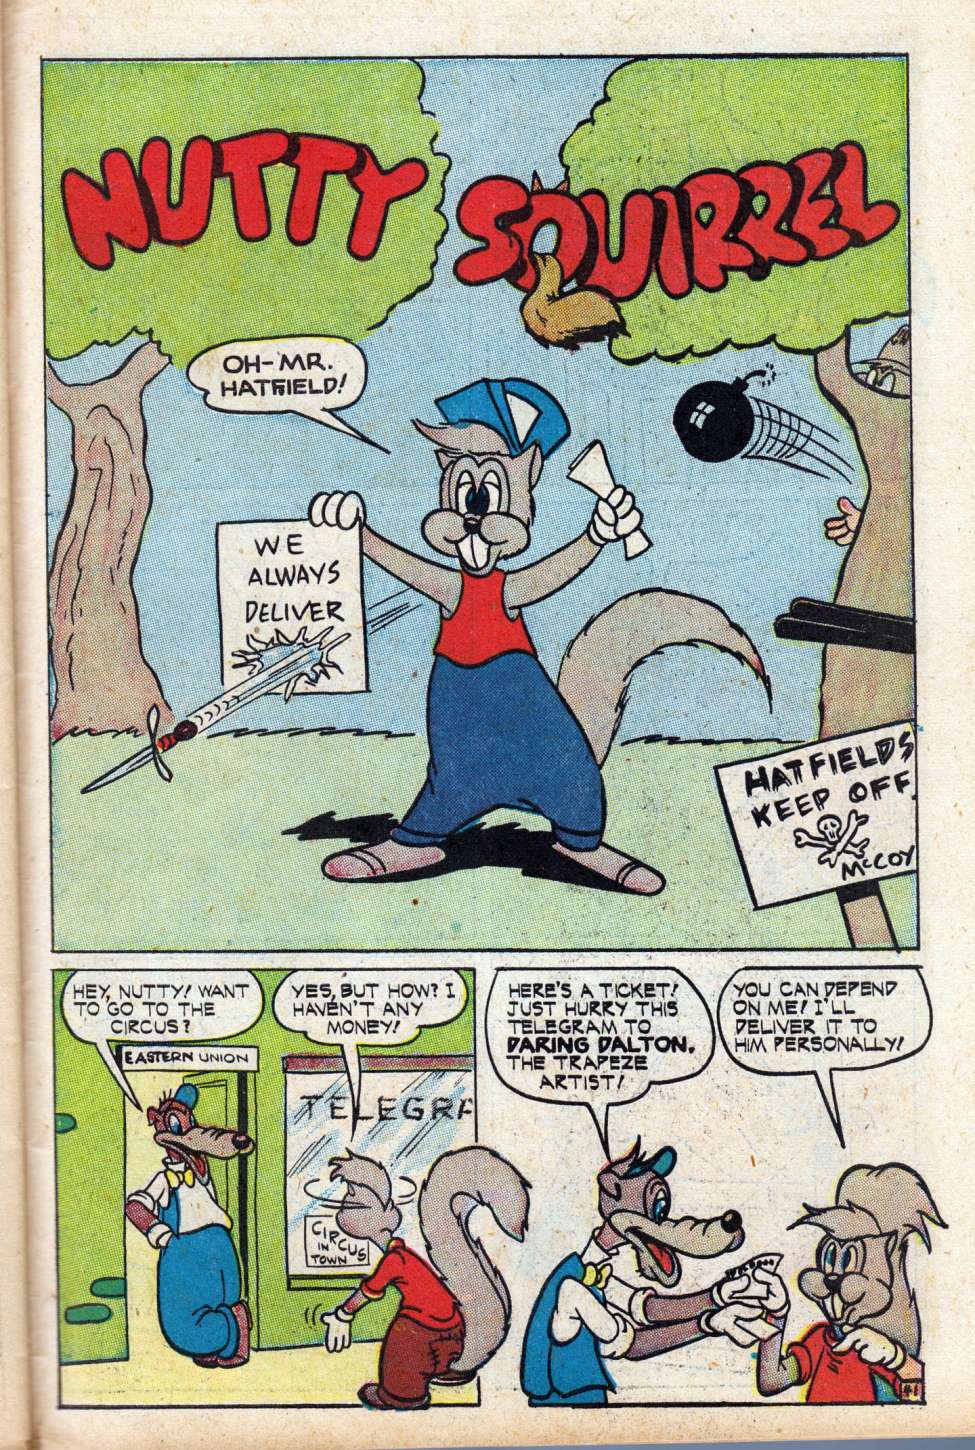 NUTTY SQUIRREL
OH-MR.
HATFIELD!
WE
ALWAYS
DELIVER
HATFIELDS
KEEP OFF.
McCOY
HEY, NUTTY! WANT
TO GO TO THE
CIRCUS?
YES, BUT HOW? I
HAVEN'T ANY
MONEY!
EASTERN UNION
TELEGRA
CIRCUS
IN
TOWN
HERE'S A TICKET!
JUST HURRY THIS
TELEGRAM TO
DARING DALTON,
THE TRAPEZE
ARTIST!
YOU CAN DEPEND
ON ME! I'LL
DELIVER IT TO
HIM PERSONALLY!
41